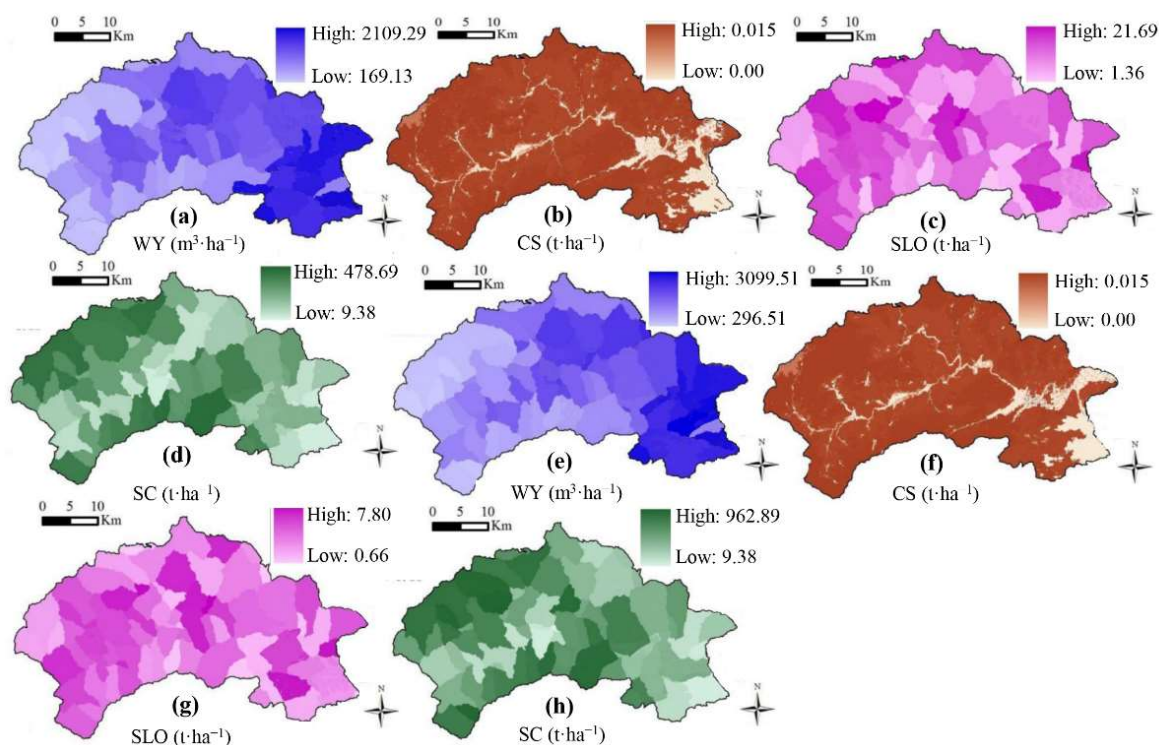 0 5 10
Km
High: 2109.29
Low: 169.13
N
(a)
WY (m³·ha⁻¹)
0 5 10
Km
High: 0.015
Low: 0.00
N
(b)
CS (t·ha⁻¹)
0 5 10
Km
High: 21.69
Low: 1.36
N
(c)
SLO (t·ha⁻¹)
0 5 10
Km
High: 478.69
Low: 9.38
N
(d)
SC (t·ha⁻¹)
0 5 10
Km
High: 3099.51
Low: 296.51
N
(e)
WY (m³·ha⁻¹)
0 5 10
Km
High: 0.015
Low: 0.00
N
(f)
CS (t·ha⁻¹)
0 5 10
Km
High: 7.80
Low: 0.66
N
(g)
SLO (t·ha⁻¹)
0 5 10
Km
High: 962.89
Low: 9.38
N
(h)
SC (t·ha⁻¹)